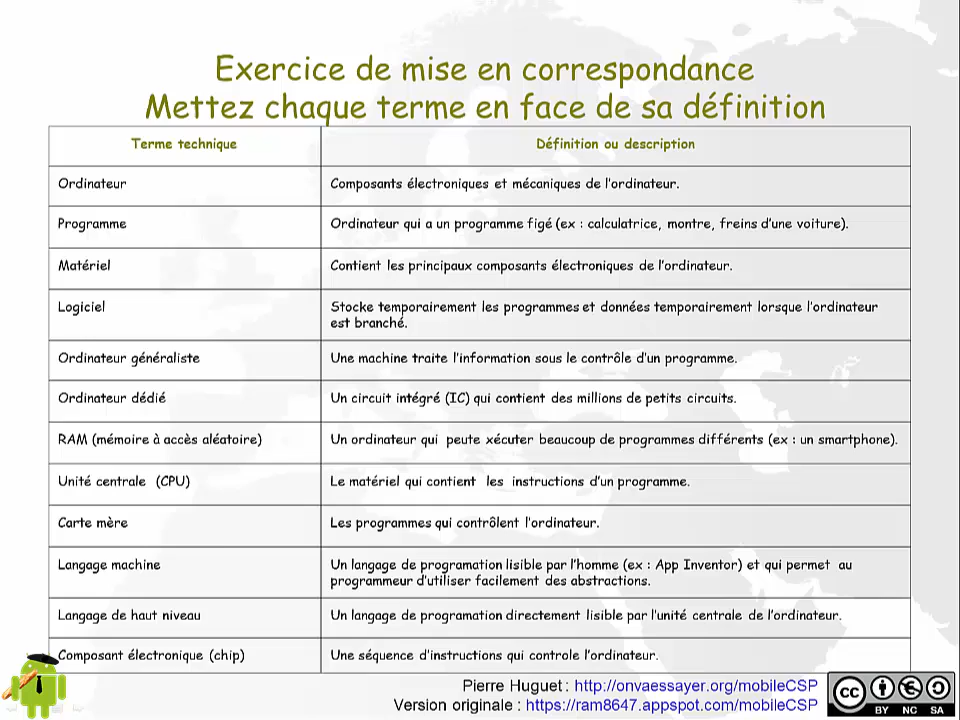 Exercice de mise en correspondance
Mettez chaque terme en face de sa définition
Terme technique
Définition ou description
Ordinateur
Composants électroniques et mécaniques de l'ordinateur.
Programme
Ordinateur qui a un programme figé (ex : calculatrice, montre, freins d'une voiture).
Matériel
Contient les principaux composants électroniques de l'ordinateur.
Logiciel
Stocke temporairement les programmes et données temporairement lorsque l'ordinateur
est branché.
Ordinateur généraliste
Une machine traite l'information sous le contrôle d'un programme.
Ordinateur dédié
Un circuit intégré (IC) qui contient des millions de petits circuits.
RAM (mémoire à accès aléatoire)
Un ordinateur qui peute xécuter beaucoup de programmes différents (ex : un smartphone).
Unité centrale (CPU)
Le matériel qui contient les instructions d'un programme.
Carte mère
Les programmes qui contrôlent l'ordinateur.
Langage machine
Un langage de programation lisible par l'homme (ex : App Inventor) et qui permet au
programmeur d'utiliser facilement des abstractions.
Langage de haut niveau
Un langage de programation directement lisible par l'unité centrale de l'ordinateur.
Composant électronique (chip)
Une séquence d'instructions qui controle l'ordinateur.
Pierre Huguet : http://onvaessayer.org/mobileCSP
Version originale : https://ram8647.appspot.com/mobileCSP
cc
BY NC SA